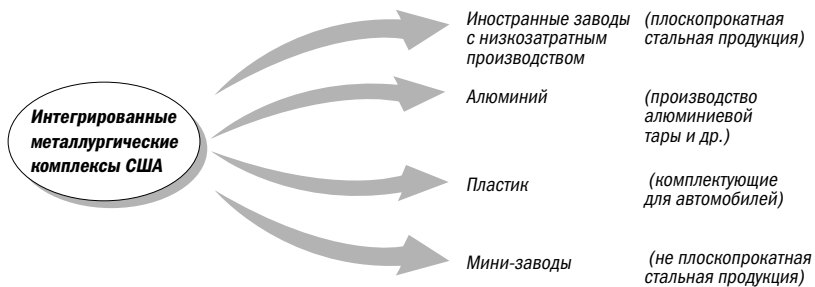 Интегрированные
металлургические
комплексы США
Иностранные заводы (плоскопрокатная
с низкозатратным стальная продукция)
производством
Алюминий (производство
алюминиевой
тары и др.)
Пластик (комплектующие
для автомобилей)
Мини-заводы (не плоскопрокатная
стальная продукция)